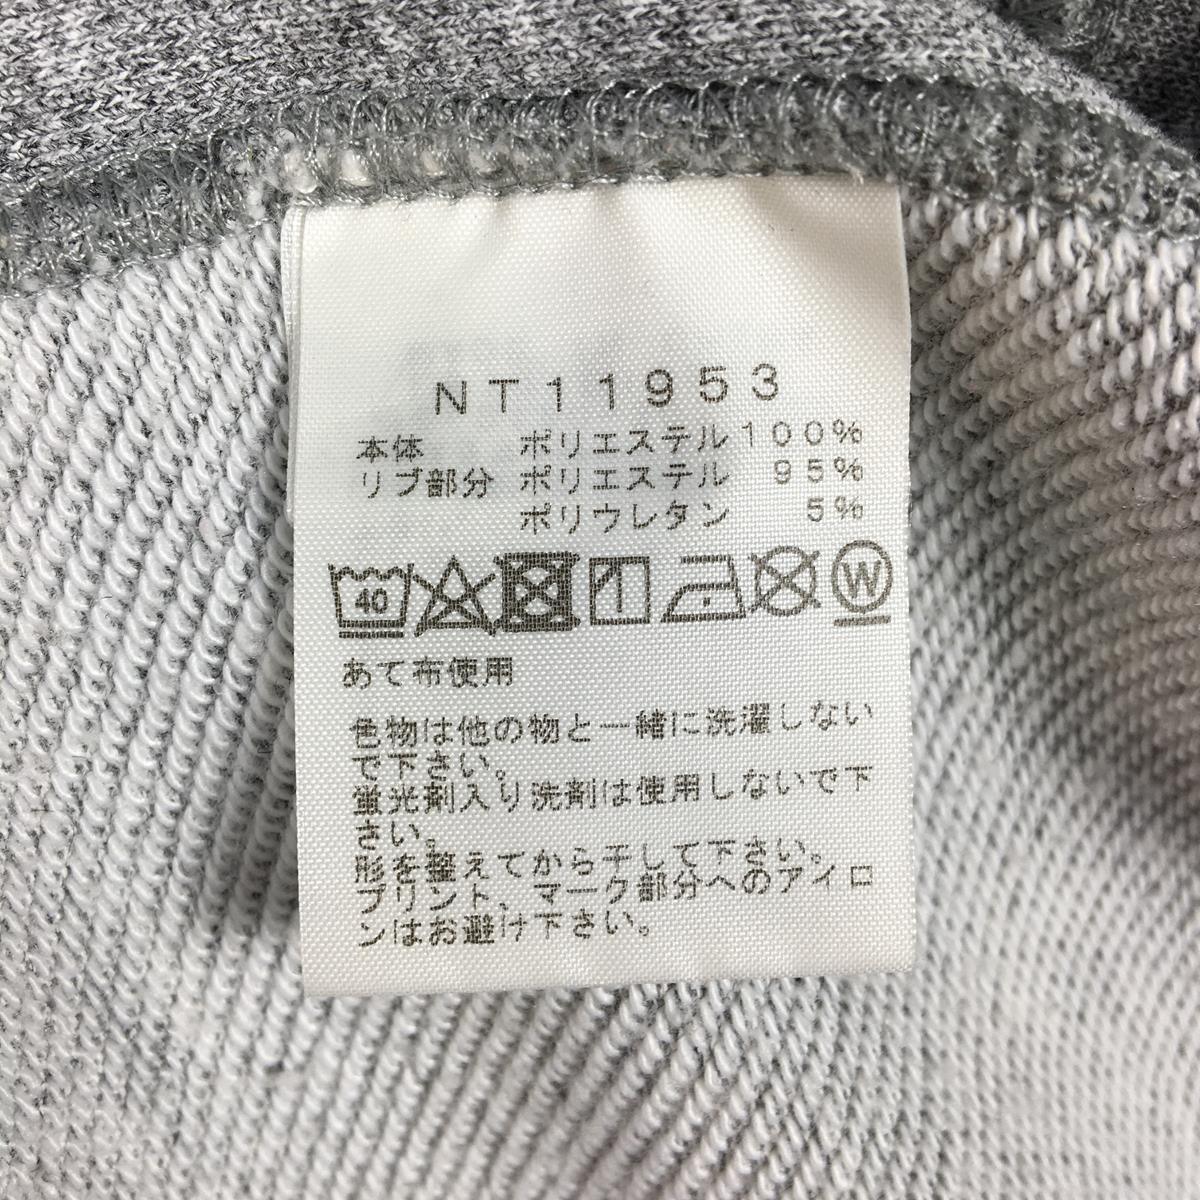 NT11953
本体 ポリエステル100%
リブ部分 ポリエステル 95%
ポリウレタン 5%
40 W
あて布使用
色物は他の物と一緒に洗濯しない
で下さい。
蛍光剤入り洗剤は使用しないで下
さい。
形を整えてから干して下さい。
プリント、マーク部分へのアイロ
ンはお避け下さい。